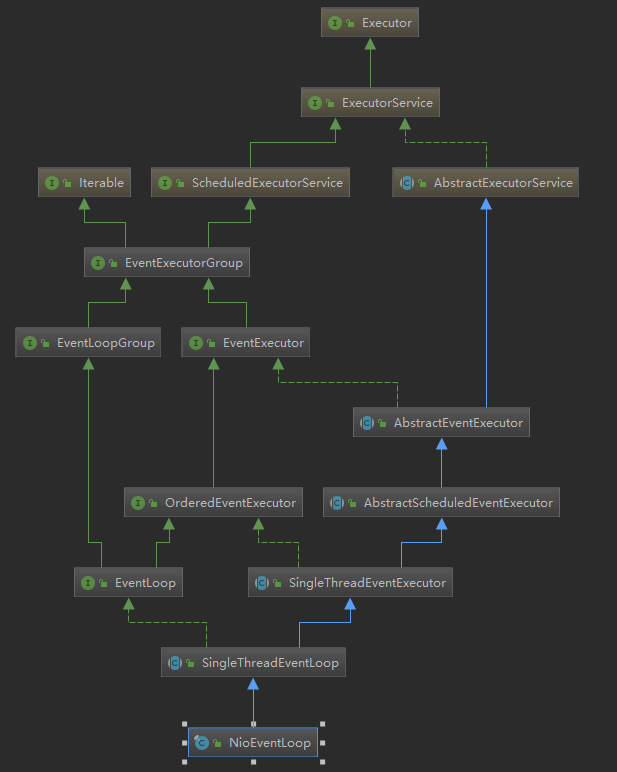 Executor
ExecutorService
Iterable
ScheduledExecutorService
AbstractExecutorService
EventExecutorGroup
EventLoopGroup
EventExecutor
AbstractEventExecutor
OrderedEventExecutor
AbstractScheduledEventExecutor
EventLoop
SingleThreadEventExecutor
SingleThreadEventLoop
NioEventLoop